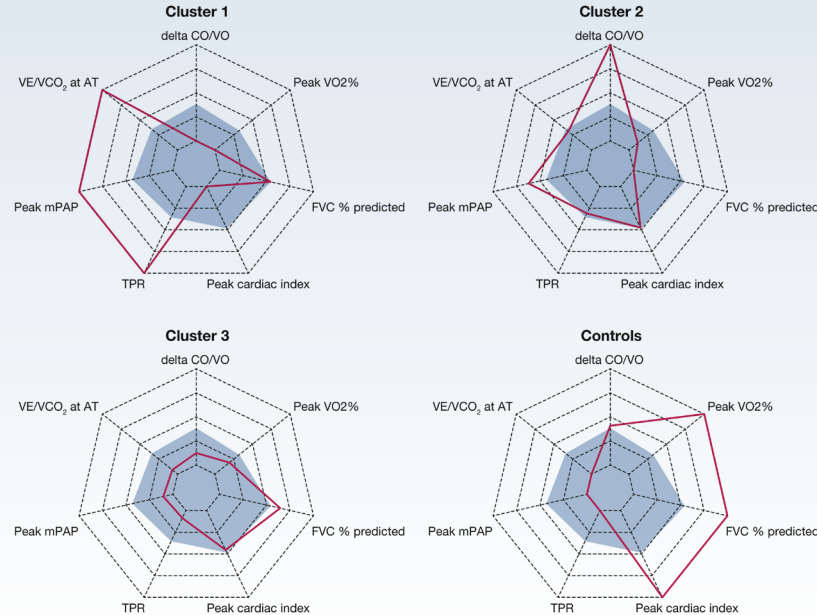 Cluster 1
delta CO/VO
VE/VCO₂ at AT
Peak VO2%
Peak mPAP
FVC % predicted
TPR
Peak cardiac index
Cluster 2
delta CO/VO
VE/VCO₂ at AT
Peak VO2%
Peak mPAP
FVC % predicted
TPR
Peak cardiac index
Cluster 3
delta CO/VO
VE/VCO₂ at AT
Peak VO2%
Peak mPAP
FVC % predicted
TPR
Peak cardiac index
Controls
delta CO/VO
VE/VCO₂ at AT
Peak VO2%
Peak mPAP
FVC % predicted
TPR
Peak cardiac index